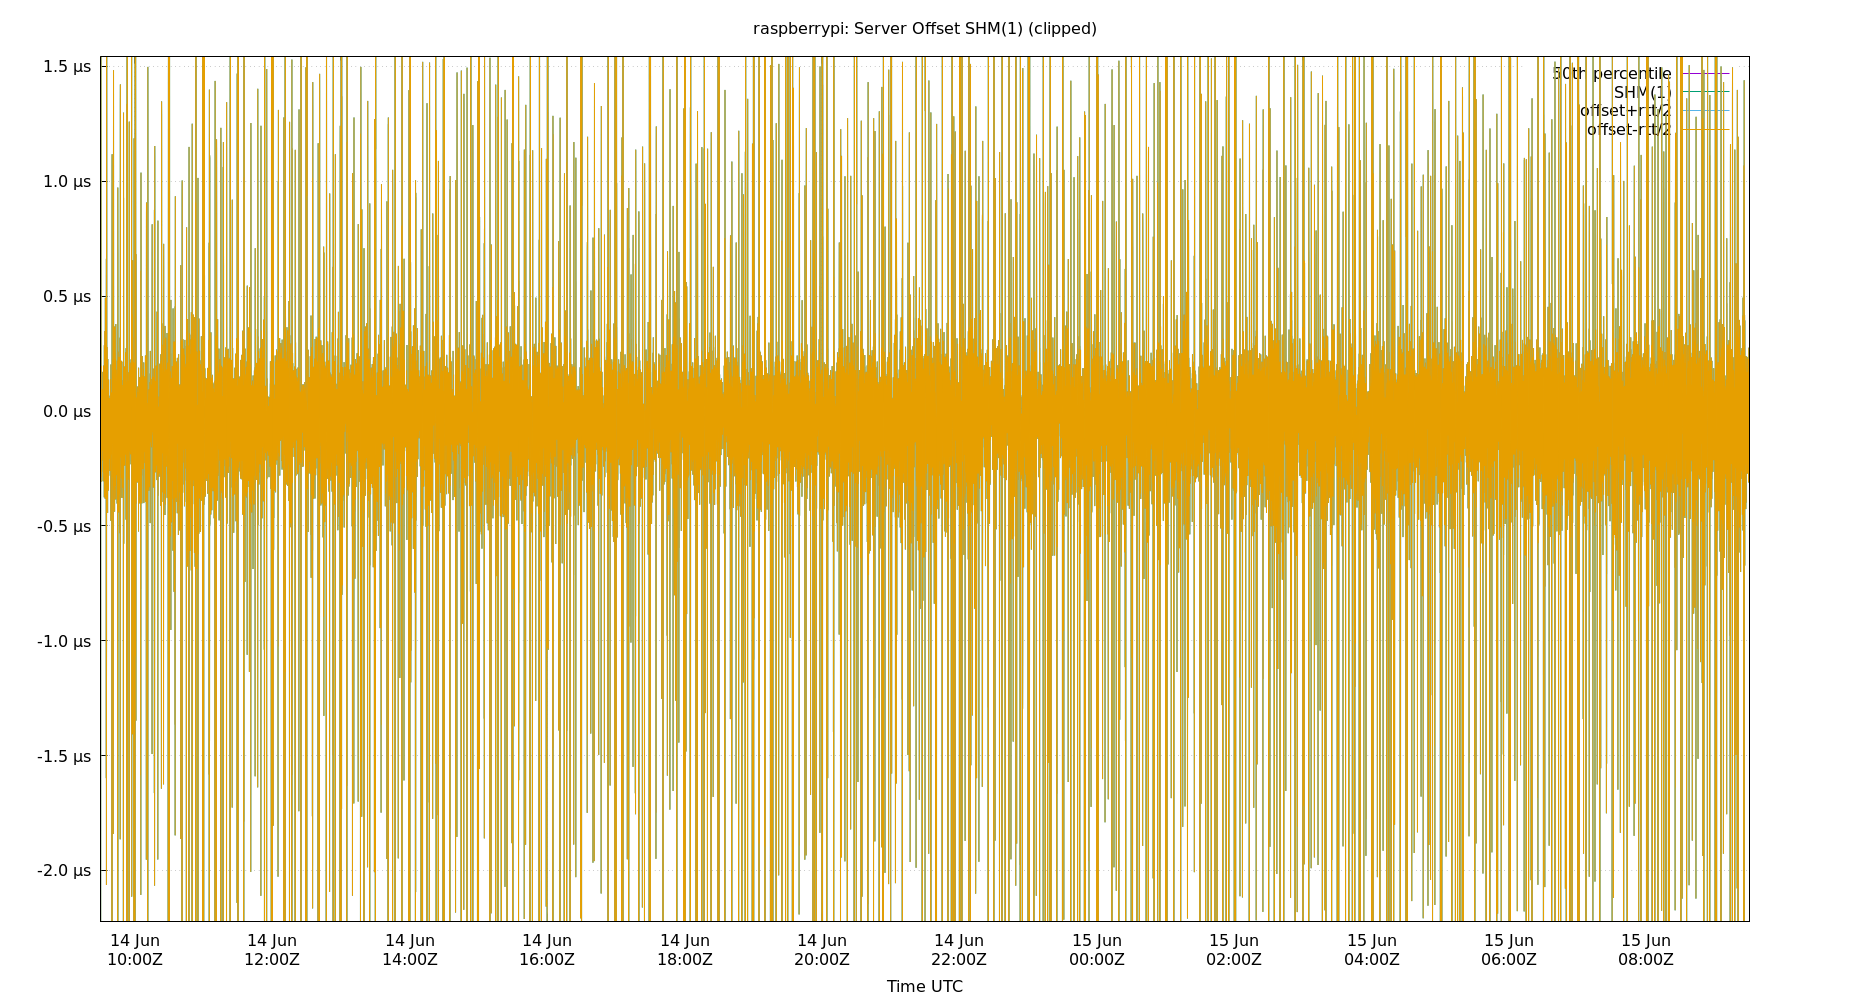 raspberrypi: Server Offset SHM(1) (clipped)
50th percentile
SHM(1)
offset+rtt/2
offset-rtt/2
1.5 µs
1.0 µs
0.5 µs
0.0 µs
-0.5 µs
-1.0 µs
-1.5 µs
-2.0 µs
14 Jun 14 Jun 14 Jun 14 Jun 14 Jun 14 Jun 14 Jun 15 Jun 15 Jun 15 Jun 15 Jun 15 Jun
10:00Z 12:00Z 14:00Z 16:00Z 18:00Z 20:00Z 22:00Z 00:00Z 02:00Z 04:00Z 06:00Z 08:00Z
Time UTC